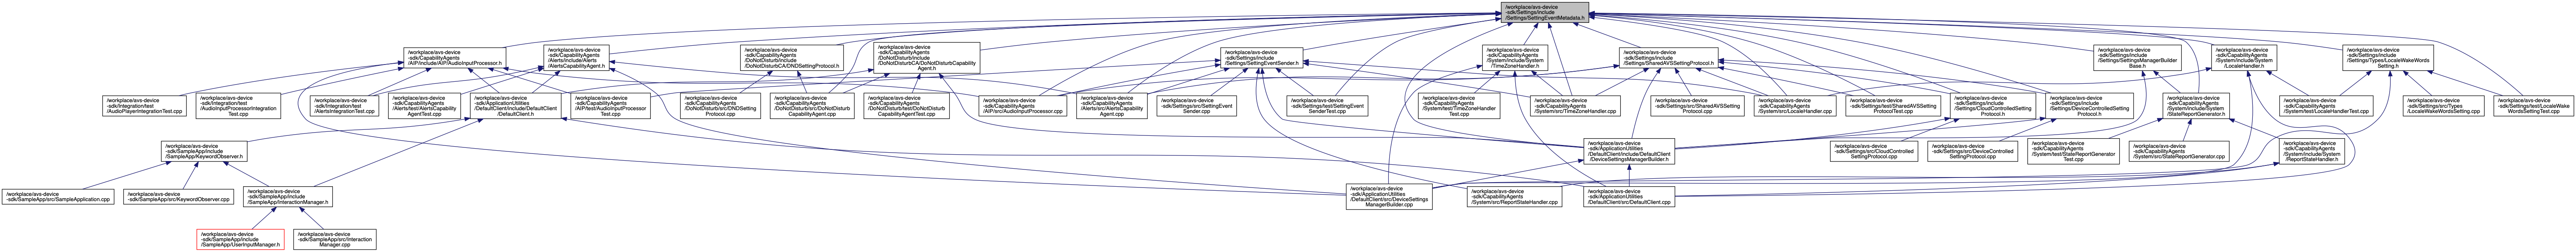 /workplace/avs-device
-sdk/Settings/include
/Settings/SettingEventMetadata.h
/workplace/avs-device
-sdk/CapabilityAgents
/AIP/include/AIP/AudioInputProcessor.h
/workplace/avs-device
-sdk/CapabilityAgents
/Alerts/include/Alerts
/AlertsCapabilityAgent.h
/workplace/avs-device
-sdk/CapabilityAgents
/DoNotDisturb/include
/DoNotDisturbCA/DNDSettingProtocol.h
/workplace/avs-device
-sdk/CapabilityAgents
/DoNotDisturb/include
/DoNotDisturbCA/DoNotDisturbCapability
Agent.h
/workplace/avs-device
-sdk/Settings/include
/Settings/SettingEventSender.h
/workplace/avs-device
-sdk/CapabilityAgents
/System/include/System
/TimeZoneHandler.h
/workplace/avs-device
-sdk/Settings/include
/Settings/SharedAVSSettingProtocol.h
/workplace/avs-device
-sdk/Settings/include
/Settings/SettingsManagerBuilder
Base.h
/workplace/avs-device
-sdk/CapabilityAgents
/System/include/System
/LocaleHandler.h
/workplace/avs-device
-sdk/Settings/include
/Settings/Types/LocaleWakeWords
Setting.h
/workplace/avs-device
-sdk/Integration/test
/AudioPlayerIntegrationTest.cpp
/workplace/avs-device
-sdk/Integration/test
/AudioInputProcessorIntegration
Test.cpp
/workplace/avs-device
-sdk/Integration/test
/AlertsIntegrationTest.cpp
/workplace/avs-device
-sdk/CapabilityAgents
/Alerts/test/AlertsCapability
AgentTest.cpp
/workplace/avs-device
-sdk/ApplicationUtilities
/DefaultClient/include/DefaultClient
/DefaultClient.h
/workplace/avs-device
-sdk/CapabilityAgents
/AIP/test/AudioInputProcessor
Test.cpp
/workplace/avs-device
-sdk/CapabilityAgents
/DoNotDisturb/src/DNDSetting
Protocol.cpp
/workplace/avs-device
-sdk/CapabilityAgents
/DoNotDisturb/src/DoNotDisturb
CapabilityAgent.cpp
/workplace/avs-device
-sdk/CapabilityAgents
/DoNotDisturb/test/DoNotDisturb
CapabilityAgentTest.cpp
/workplace/avs-device
-sdk/CapabilityAgents
/AIP/src/AudioInputProcessor.cpp
/workplace/avs-device
-sdk/CapabilityAgents
/Alerts/src/AlertsCapability
Agent.cpp
/workplace/avs-device
-sdk/Settings/src/SettingEvent
Sender.cpp
/workplace/avs-device
-sdk/Settings/test/SettingEvent
SenderTest.cpp
/workplace/avs-device
-sdk/CapabilityAgents
/System/test/TimeZoneHandler
Test.cpp
/workplace/avs-device
-sdk/CapabilityAgents
/System/src/TimeZoneHandler.cpp
/workplace/avs-device
-sdk/Settings/src/SharedAVSSetting
Protocol.cpp
/workplace/avs-device
-sdk/CapabilityAgents
/System/src/LocaleHandler.cpp
/workplace/avs-device
-sdk/Settings/test/SharedAVSSetting
ProtocolTest.cpp
/workplace/avs-device
-sdk/Settings/include
/Settings/CloudControlledSetting
Protocol.h
/workplace/avs-device
-sdk/Settings/include
/Settings/DeviceControlledSetting
Protocol.h
/workplace/avs-device
-sdk/CapabilityAgents
/System/include/System
/StateReportGenerator.h
/workplace/avs-device
-sdk/CapabilityAgents
/System/test/LocaleHandlerTest.cpp
/workplace/avs-device
-sdk/Settings/src/Types
/LocaleWakeWordsSetting.cpp
/workplace/avs-device
-sdk/Settings/test/LocaleWake
WordsSettingTest.cpp
/workplace/avs-device
-sdk/SampleApp/include
/SampleApp/KeywordObserver.h
/workplace/avs-device
-sdk/ApplicationUtilities
/DefaultClient/include/DefaultClient
/DeviceSettingsManagerBuilder.h
/workplace/avs-device
-sdk/Settings/src/CloudControlled
SettingProtocol.cpp
/workplace/avs-device
-sdk/Settings/src/DeviceControlled
SettingProtocol.cpp
/workplace/avs-device
-sdk/CapabilityAgents
/System/test/StateReportGenerator
Test.cpp
/workplace/avs-device
-sdk/CapabilityAgents
/System/src/StateReportGenerator.cpp
/workplace/avs-device
-sdk/CapabilityAgents
/System/include/System
/ReportStateHandler.h
/workplace/avs-device
-sdk/SampleApp/src/SampleApplication.cpp
/workplace/avs-device
-sdk/SampleApp/src/KeywordObserver.cpp
/workplace/avs-device
-sdk/SampleApp/include
/SampleApp/InteractionManager.h
/workplace/avs-device
-sdk/ApplicationUtilities
/DefaultClient/src/DeviceSettings
ManagerBuilder.cpp
/workplace/avs-device
-sdk/CapabilityAgents
/System/src/ReportStateHandler.cpp
/workplace/avs-device
-sdk/ApplicationUtilities
/DefaultClient/src/DefaultClient.cpp
/workplace/avs-device
-sdk/SampleApp/include
/SampleApp/UserInputManager.h
/workplace/avs-device
-sdk/SampleApp/src/Interaction
Manager.cpp